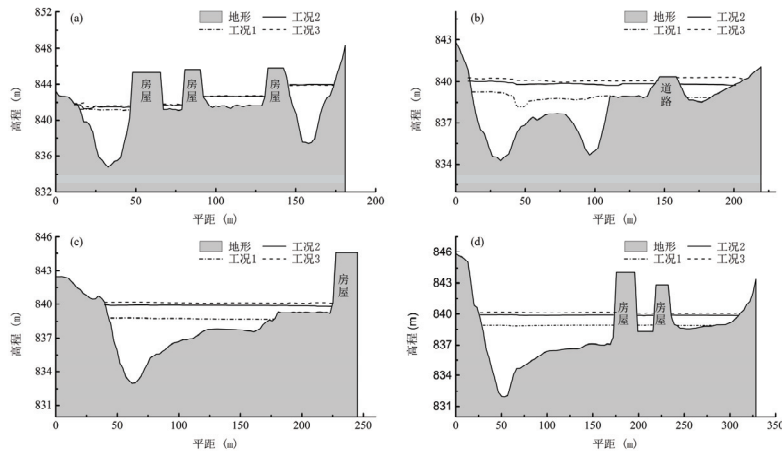 (a)
地形
工况2
工况1
工况3
房屋
房屋
房屋
高程 (m)
852
848
844
842
836
832
0
50
100
150
200
平距 (m)
(b)
地形
工况2
工况1
工况3
道路
高程 (m)
843
840
837
834
0
50
100
150
200
平距 (m)
(c)
地形
工况2
工况1
工况3
房屋
高程 (m)
846
843
840
839
834
830
0
50
100
150
200
250
平距 (m)
(d)
地形
工况2
工况1
工况3
房屋
房屋
高程 (m)
846
843
840
837
834
831
0
50
100
150
200
250
300
350
平距 (m)